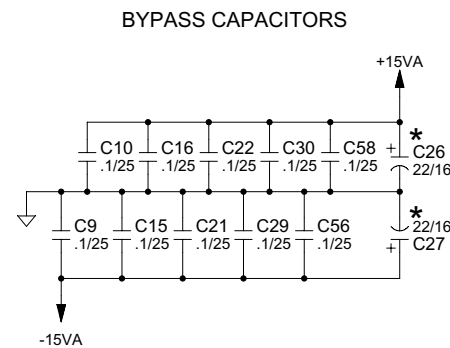 BYPASS CAPACITORS
+15VA
C10 C16 C22 C30 C58 + * C26
.1/25 .1/25 .1/25 .1/25 .1/25 22/16
C9 C15 C21 C29 C56 * 22/16
.1/25 .1/25 .1/25 .1/25 .1/25 + C27
-15VA